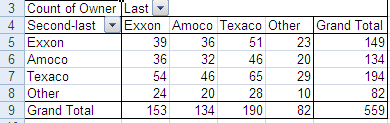 3 Count of Owner Last
4 Second-last Exxon Amoco Texaco Other Grand Total
5 Exxon 39 36 51 23 149
6 Amoco 36 32 46 20 134
7 Texaco 54 46 65 29 194
8 Other 24 20 28 10 82
9 Grand Total 153 134 190 82 559